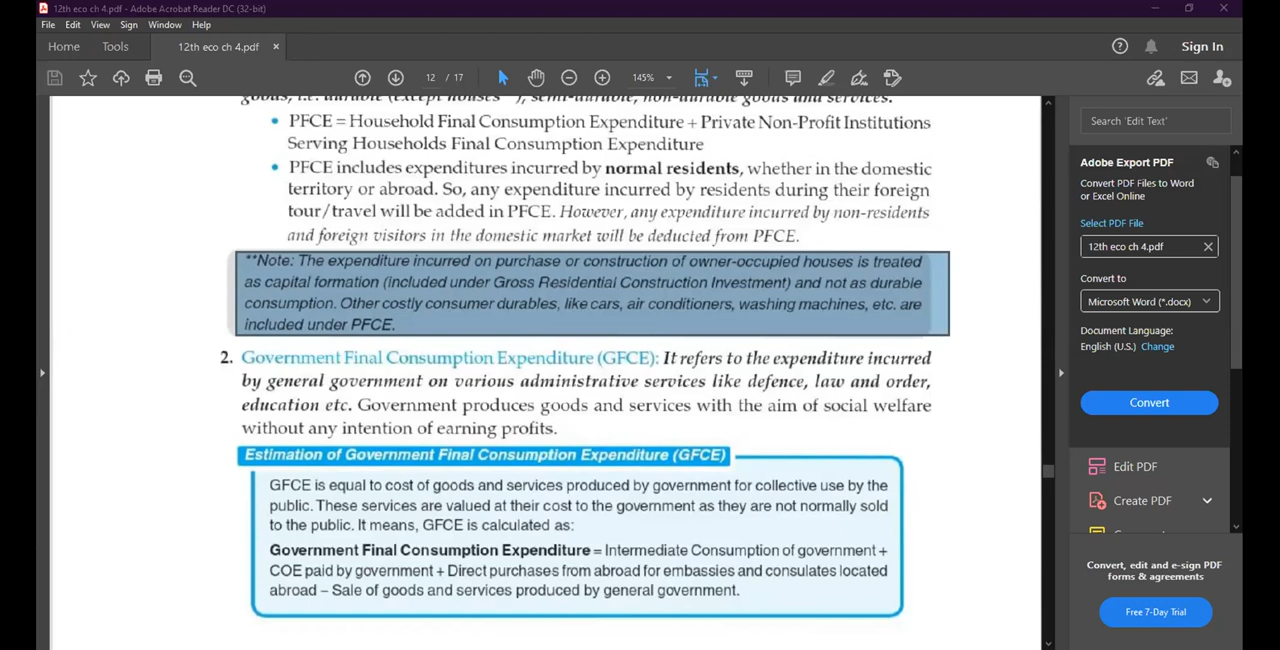 12th eco ch 4.pdf - Adobe Acrobat Reader DC (32-bit)
File Edit View Sign Window Help
Home Tools 12th eco ch 4.pdf × Sign In
12 / 17 145%
goods, i.e. durable (except houses**), semi-durable, non-durable goods and services.
• PFCE = Household Final Consumption Expenditure + Private Non-Profit Institutions
Serving Households Final Consumption Expenditure
• PFCE includes expenditures incurred by normal residents, whether in the domestic
territory or abroad. So, any expenditure incurred by residents during their foreign
tour/travel will be added in PFCE. However, any expenditure incurred by non-residents
and foreign visitors in the domestic market will be deducted from PFCE.
**Note: The expenditure incurred on purchase or construction of owner-occupied houses is treated
as capital formation (included under Gross Residential Construction Investment) and not as durable
consumption. Other costly consumer durables, like cars, air conditioners, washing machines, etc. are
included under PFCE.
2. Government Final Consumption Expenditure (GFCE): It refers to the expenditure incurred
by general government on various administrative services like defence, law and order,
education etc. Government produces goods and services with the aim of social welfare
without any intention of earning profits.
Estimation of Government Final Consumption Expenditure (GFCE)
GFCE is equal to cost of goods and services produced by government for collective use by the
public. These services are valued at their cost to the government as they are not normally sold
to the public. It means, GFCE is calculated as:
Government Final Consumption Expenditure = Intermediate Consumption of government +
COE paid by government + Direct purchases from abroad for embassies and consulates located
abroad – Sale of goods and services produced by general government.
Search 'Edit Text'
Adobe Export PDF
Convert PDF Files to Word
or Excel Online
Select PDF File
12th eco ch 4.pdf
Convert to
Microsoft Word (*.docx)
Document Language:
English (U.S.) Change
Convert
Edit PDF
Create PDF
Convert, edit and e-sign PDF
forms & agreements
Free 7-Day Trial